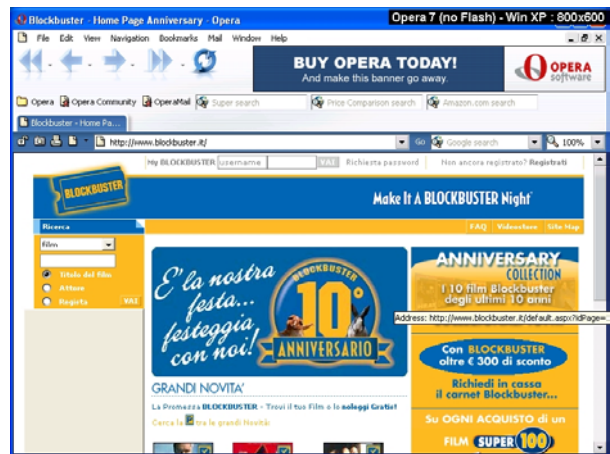 Blockbuster - Home Page Anniversary - Opera
Opera 7 (no Flash) - Win XP : 800x600
File Edit View Navigation Bookmarks Mail Window Help
BUY OPERA TODAY!
And make this banner go away.
OPERA
software
Opera Opera Community OperaMail Super search Price Comparison search Amazon.com search
Blockbuster - Home Pa...
http://www.blockbuster.it/ Go Google search 100%
My BLOCKBUSTER username VAI Richiesta password Non ancora registrato? Registrati
BLOCKBUSTER
Make It A BLOCKBUSTER Night
Ricerca
FAQ Videostore Site Map
film
Titolo del film
Attore
Regista VAI
E' la nostra
festa...
festeggia
con noi!
BLOCKBUSTER
10°
ANNIVERSARIO
ANNIVERSARY
COLLECTION
I 10 film Blockbuster
degli ultimi 10 anni
Address: http://www.blockbuster.it/default.aspx?idPage=
Con BLOCKBUSTER
oltre € 300 di sconto
Richiedi in cassa
il carnet Blockbuster...
GRANDI NOVITA'
La Promessa BLOCKBUSTER - Trovi il tuo Film o lo noleggi Gratis!
Cerca la tra le grandi Novità:
Su OGNI ACQUISTO di un
FILM SUPER 100